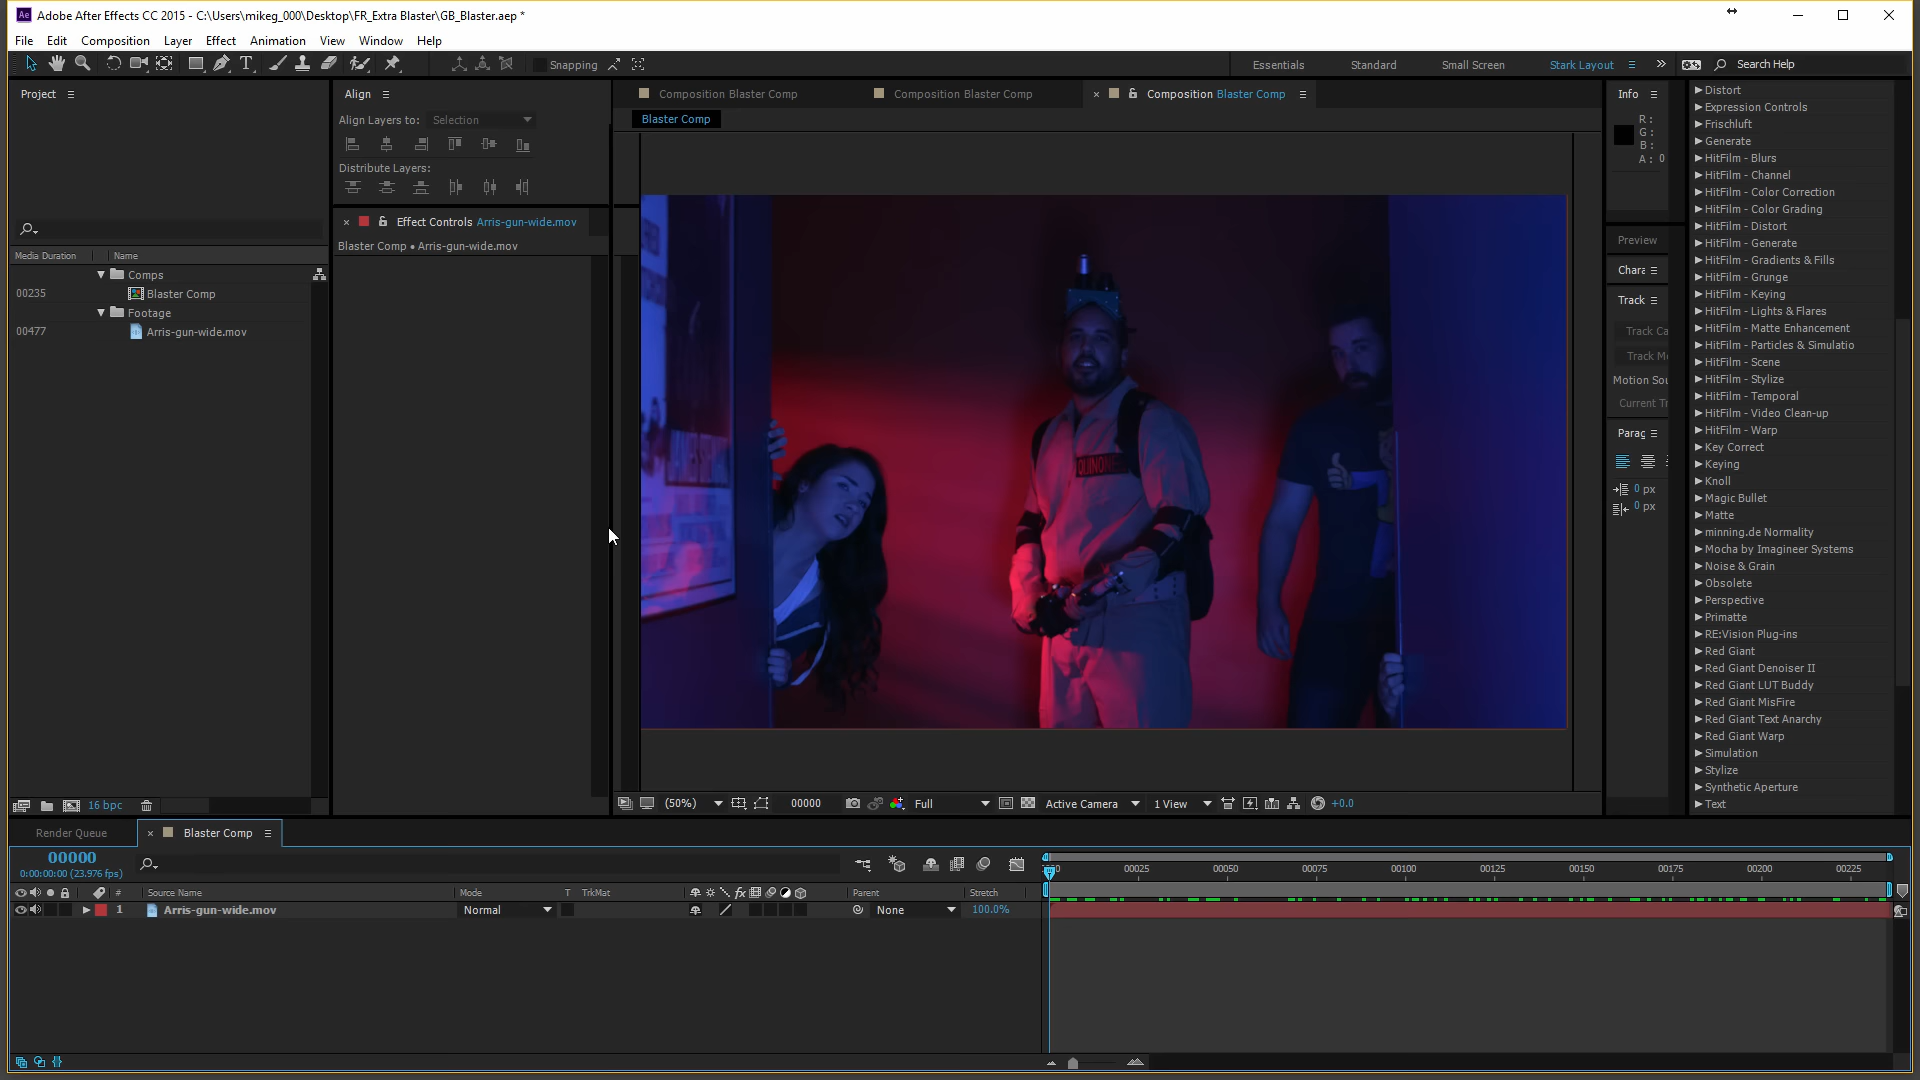 Adobe After Effects CC 2015 - C:\Users\mikeg_000\Desktop\FR_Extra Blaster\GB_Blaster.aep *
File Edit Composition Layer Effect Animation View Window Help
Snapping
Essentials Standard Small Screen Stark Layout Search Help
Project
Media Duration Name
Comps
00235 Blaster Comp
Footage
00477 Arris-gun-wide.mov
16 bpc
Align
Align Layers to: Selection
Distribute Layers:
Effect Controls Arris-gun-wide.mov
Blaster Comp • Arris-gun-wide.mov
Composition Blaster Comp
Composition Blaster Comp
Composition Blaster Comp
Blaster Comp
QUINONE
(50%) 00000 Full Active Camera 1 View +0.0
Info
R:
G:
B:
A: 0
Preview
Chara
Track
Track Ca
Track Mo
Motion Sou
Current Tr
Parag
0 px
0 px
Distort
Expression Controls
Frischluft
Generate
HitFilm - Blurs
HitFilm - Channel
HitFilm - Color Correction
HitFilm - Color Grading
HitFilm - Distort
HitFilm - Generate
HitFilm - Gradients & Fills
HitFilm - Grunge
HitFilm - Keying
HitFilm - Lights & Flares
HitFilm - Matte Enhancement
HitFilm - Particles & Simulatio
HitFilm - Scene
HitFilm - Stylize
HitFilm - Temporal
HitFilm - Video Clean-up
HitFilm - Warp
Key Correct
Keying
Knoll
Magic Bullet
Matte
minning.de Normality
Mocha by Imagineer Systems
Noise & Grain
Obsolete
Perspective
Primatte
RE:Vision Plug-ins
Red Giant
Red Giant Denoiser II
Red Giant LUT Buddy
Red Giant MisFire
Red Giant Text Anarchy
Red Giant Warp
Simulation
Stylize
Synthetic Aperture
Text
Render Queue Blaster Comp
00000
0:00:00:00 (23.976 fps)
00025 00050 00075 00100 00125 00150 00175 00200 00225
# Source Name Mode T TrkMat Parent Stretch
1 Arris-gun-wide.mov Normal None 100.0%